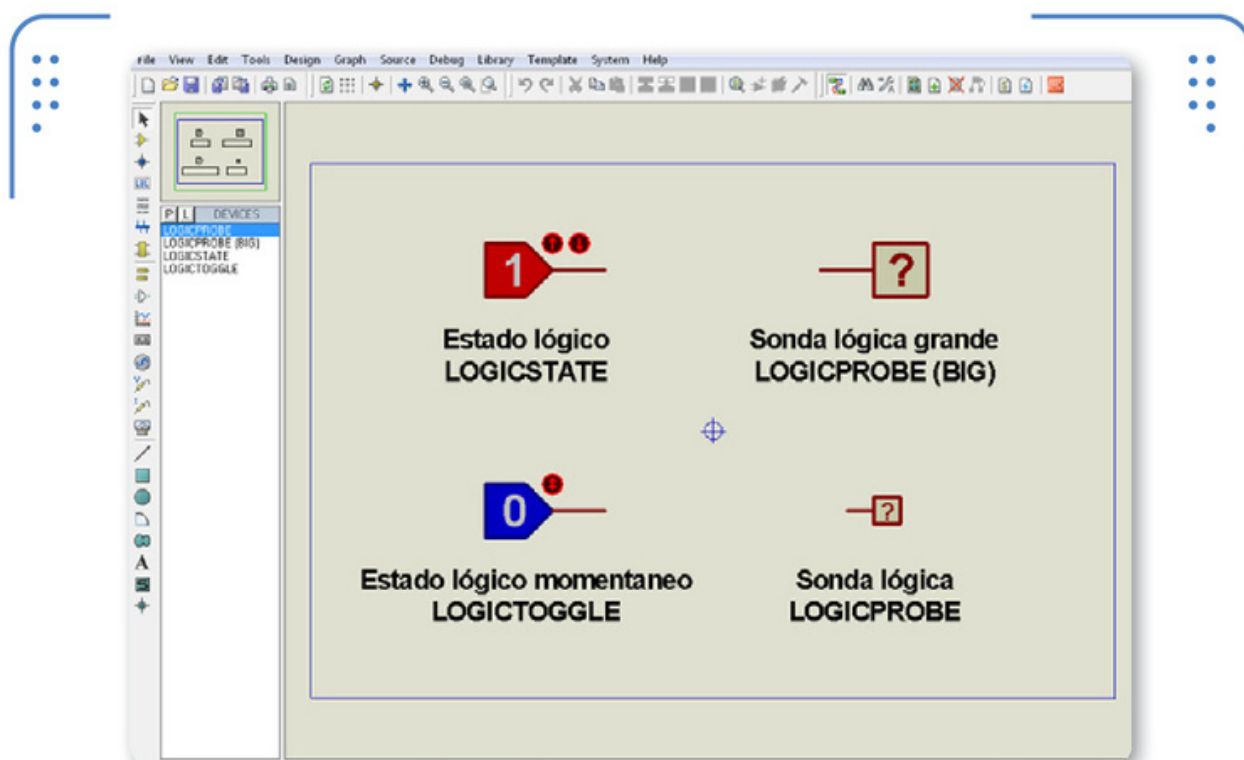 File View Edit Tools Design Graph Source Debug Library Template System Help
P L DEVICES
LOGICPROBE
LOGICPROBE (BIG)
LOGICSTATE
LOGICTOGGLE
1
?
Estado lógico
LOGICSTATE
Sonda lógica grande
LOGICPROBE (BIG)
0
?
Estado lógico momentaneo
LOGICTOGGLE
Sonda lógica
LOGICPROBE
A